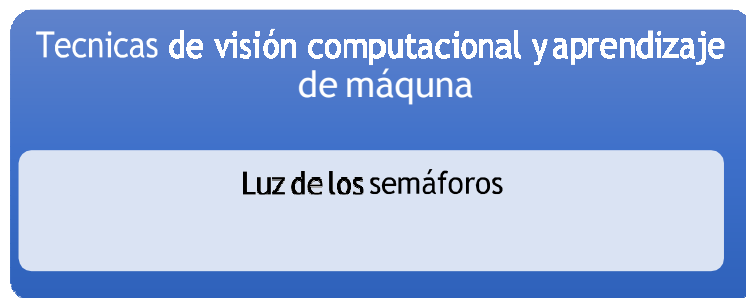 Tecnicas de visión computacional y aprendizaje
de máquna
Luz de los semáforos